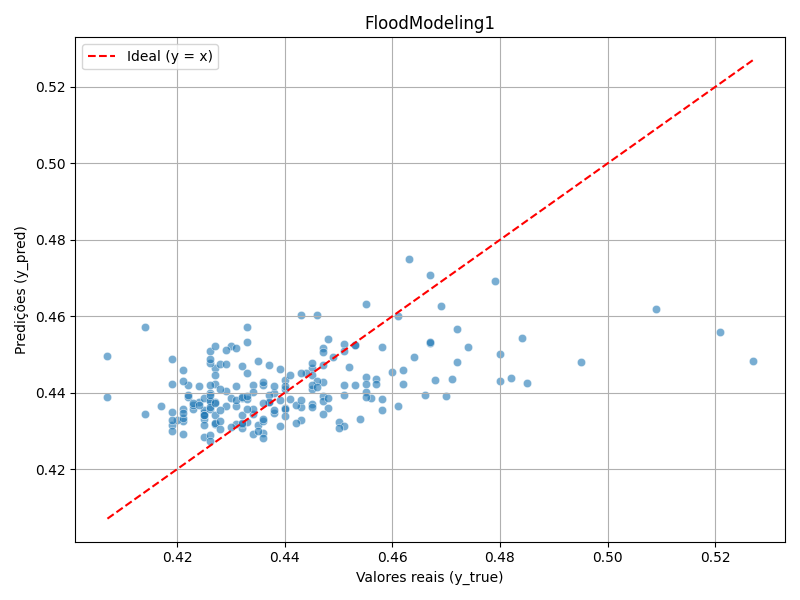 FloodModeling1
Ideal (y = x)
Predições (y_pred)
0.52
0.50
0.48
0.46
0.44
0.42
0.42 0.44 0.46 0.48 0.50 0.52
Valores reais (y_true)